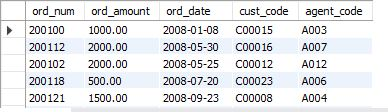 ord_num ord_amount ord_date cust_code agent_code
200100 1000.00 2008-01-08 C00015 A003
200112 2000.00 2008-05-30 C00016 A007
200102 2000.00 2008-05-25 C00012 A012
200118 500.00 2008-07-20 C00023 A006
200121 1500.00 2008-09-23 C00008 A004